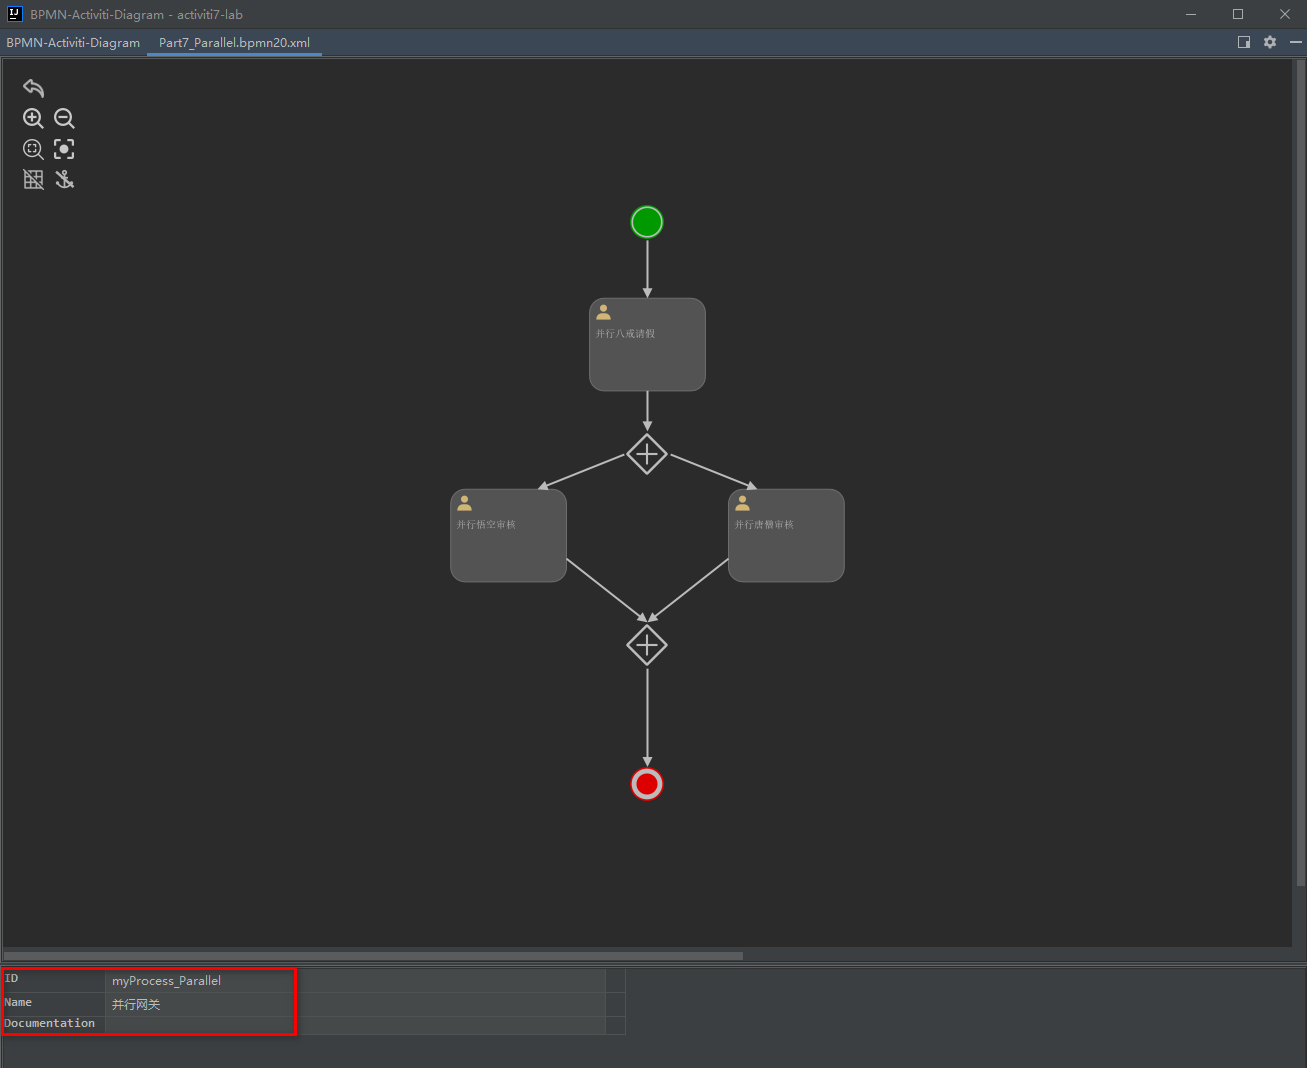 BPMN-Activiti-Diagram - activiti7-lab
BPMN-Activiti-Diagram Part7_Parallel.bpmn20.xml
并行八戒请假
并行悟空审核 并行唐僧审核
ID myProcess_Parallel
Name 并行网关
Documentation